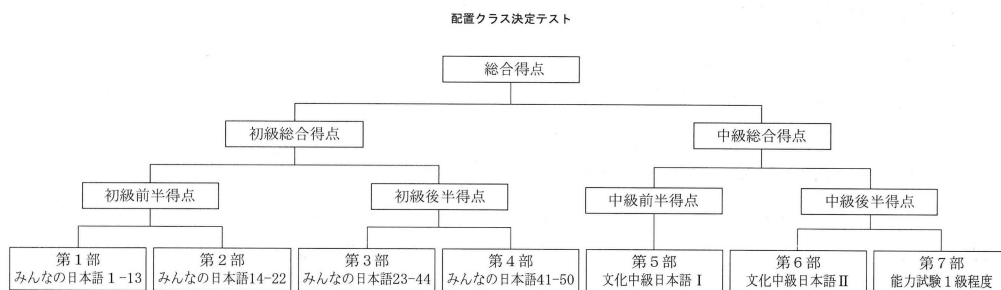 配置クラス決定テスト
総合得点
初級総合得点
中級総合得点
初級前半得点
初級後半得点
中級前半得点
中級後半得点
第1部
みんなの日本語1-13
第2部
みんなの日本語14-22
第3部
みんなの日本語23-44
第4部
みんなの日本語41-50
第5部
文化中級日本語Ⅰ
第6部
文化中級日本語Ⅱ
第7部
能力試験1級程度